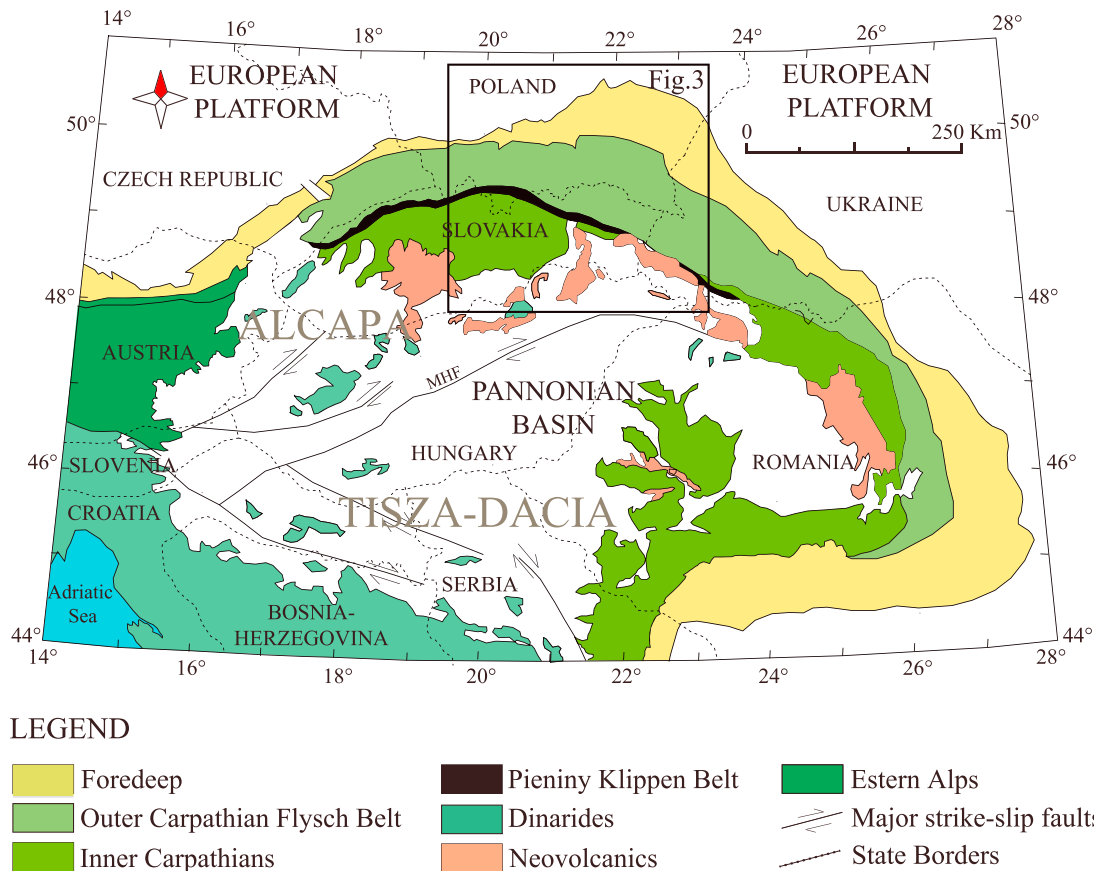 14° 16° 18° 20° 22° 24° 26° 28°
EUROPEAN
PLATFORM
POLAND
Fig.3
EUROPEAN
PLATFORM
0 250 Km
50°
50°
CZECH REPUBLIC
UKRAINE
SLOVAKIA
48°
48°
ALCAPA
AUSTRIA
MHF
PANNONIAN
BASIN
HUNGARY
ROMANIA
46°
46°
SLOVENIA
CROATIA
TISZA-DACIA
SERBIA
Adriatic
Sea
BOSNIA-
HERZEGOVINA
44°
44°
14° 16° 18° 20° 22° 24° 26° 28°
LEGEND
Foredeep
Outer Carpathian Flysch Belt
Inner Carpathians
Pieniny Klippen Belt
Dinarides
Neovolcanics
Estern Alps
Major strike-slip faults
State Borders